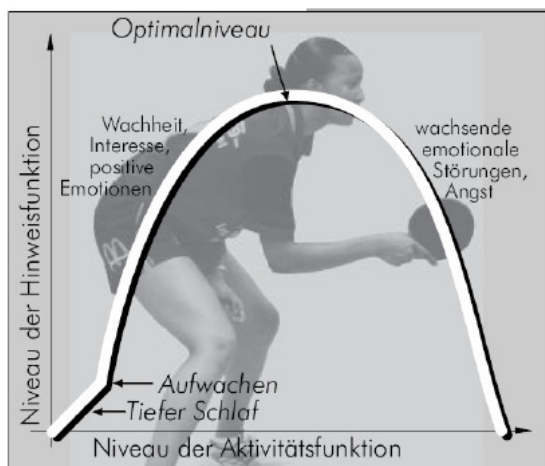 Optimalniveau
Wachheit,
Interesse,
positive
Emotionen
wachsende
emotionale
Störungen,
Angst
Niveau der Hinweisfunktion
Aufwachen
Tiefer Schlaf
Niveau der Aktivitätsfunktion